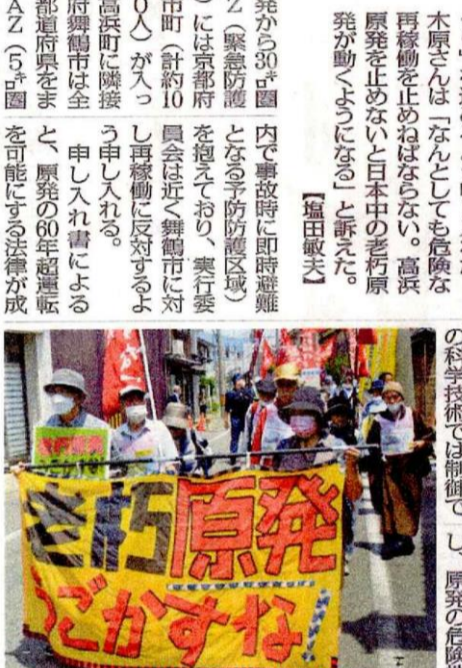 木原さんは「なんとしても危険な
再稼働を止めねばならない。高浜
原発を止めないと日本中の老朽原
発が動くようになる」と訴えた。
【塩田敏夫】
発から30㌔圏
Z（緊急防護
）には京都府
市町（計約10
0人）が入っ
高浜町に隣接
府舞鶴市は全
都道府県をま
AZ（5㌔圏
内で事故時に即時避難
となる予防防護区域）
を抱えており、実行委
員会は近く舞鶴市に対
し再稼働に反対するよ
う申し入れる。
申し入れ書による
と、原発の60年超運転
を可能にする法律が成
の科学技術では制御で
し、原発の危険
老朽原発
老朽原発
うごかすな!